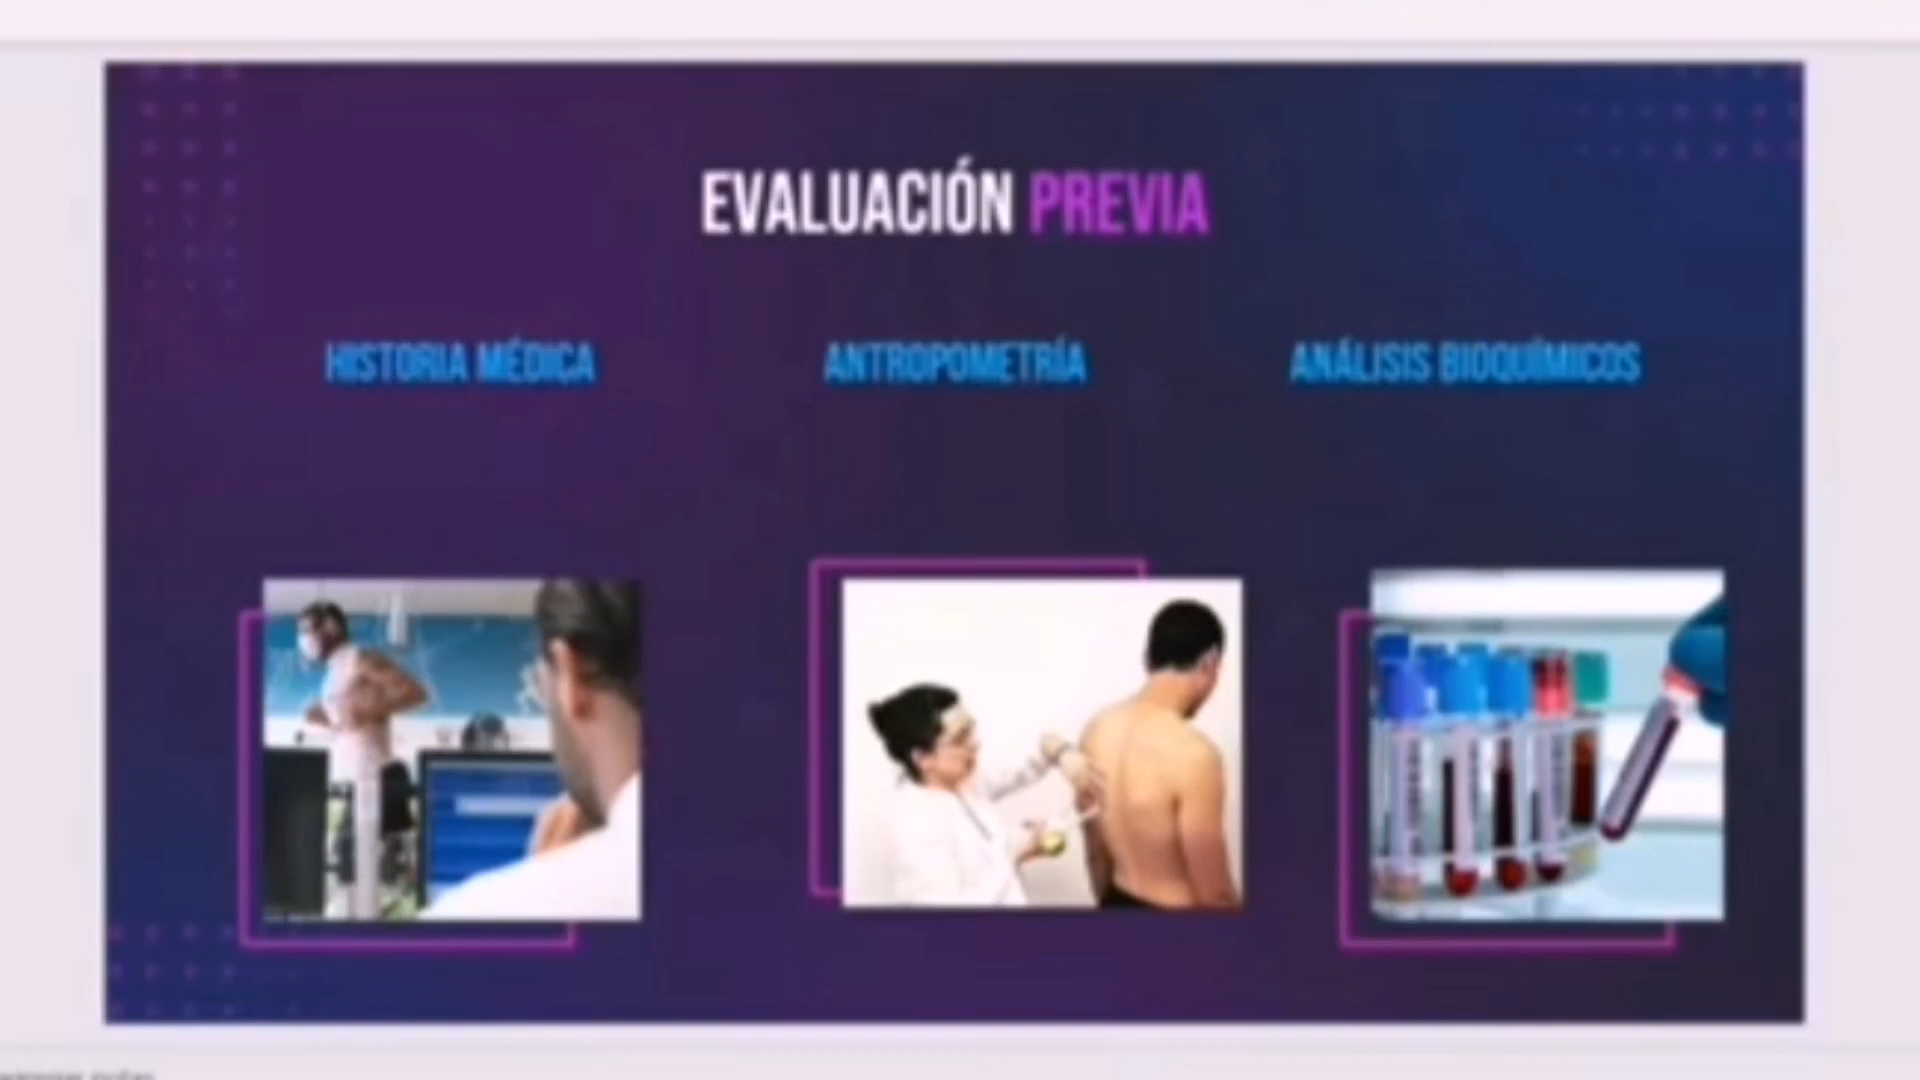 EVALUACIÓN PREVIA
HISTORIA MÉDICA
ANTROPOMETRÍA
ANÁLISIS BIOQUÍMICOS